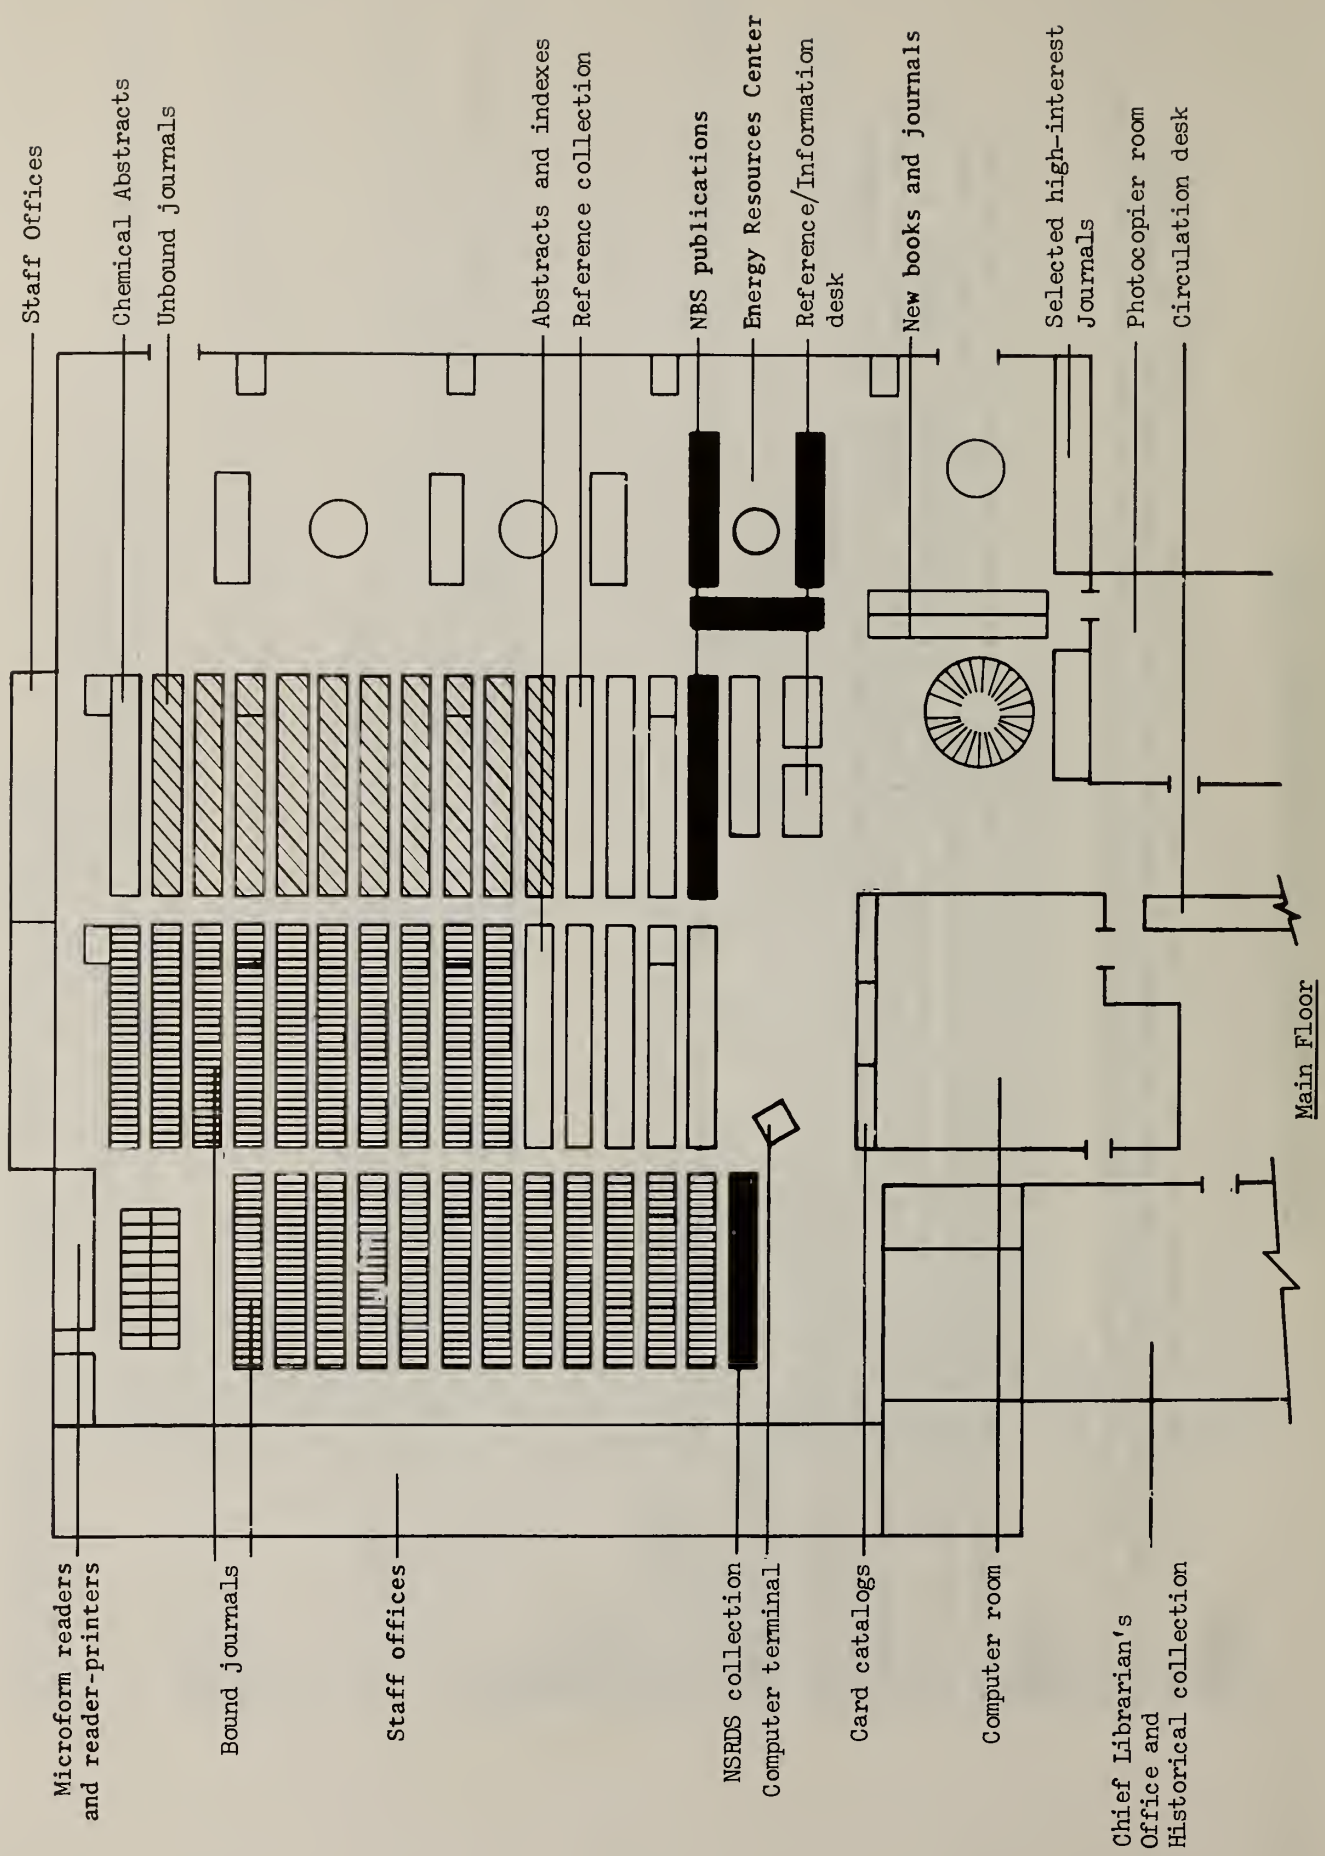 Staff Offices
Chemical Abstracts
Unbound journals
Abstracts and indexes
Reference collection
NBS publications
Energy Resources Center
Reference/Information
desk
New books and journals
Selected high-interest
Journals
Photocopier room
Circulation desk
Microform readers
and reader-printers
Bound journals
Staff offices
NSRDS collection
Computer terminal
Card catalogs
Computer room
Chief Librarian's
Office and
Historical collection
Main Floor